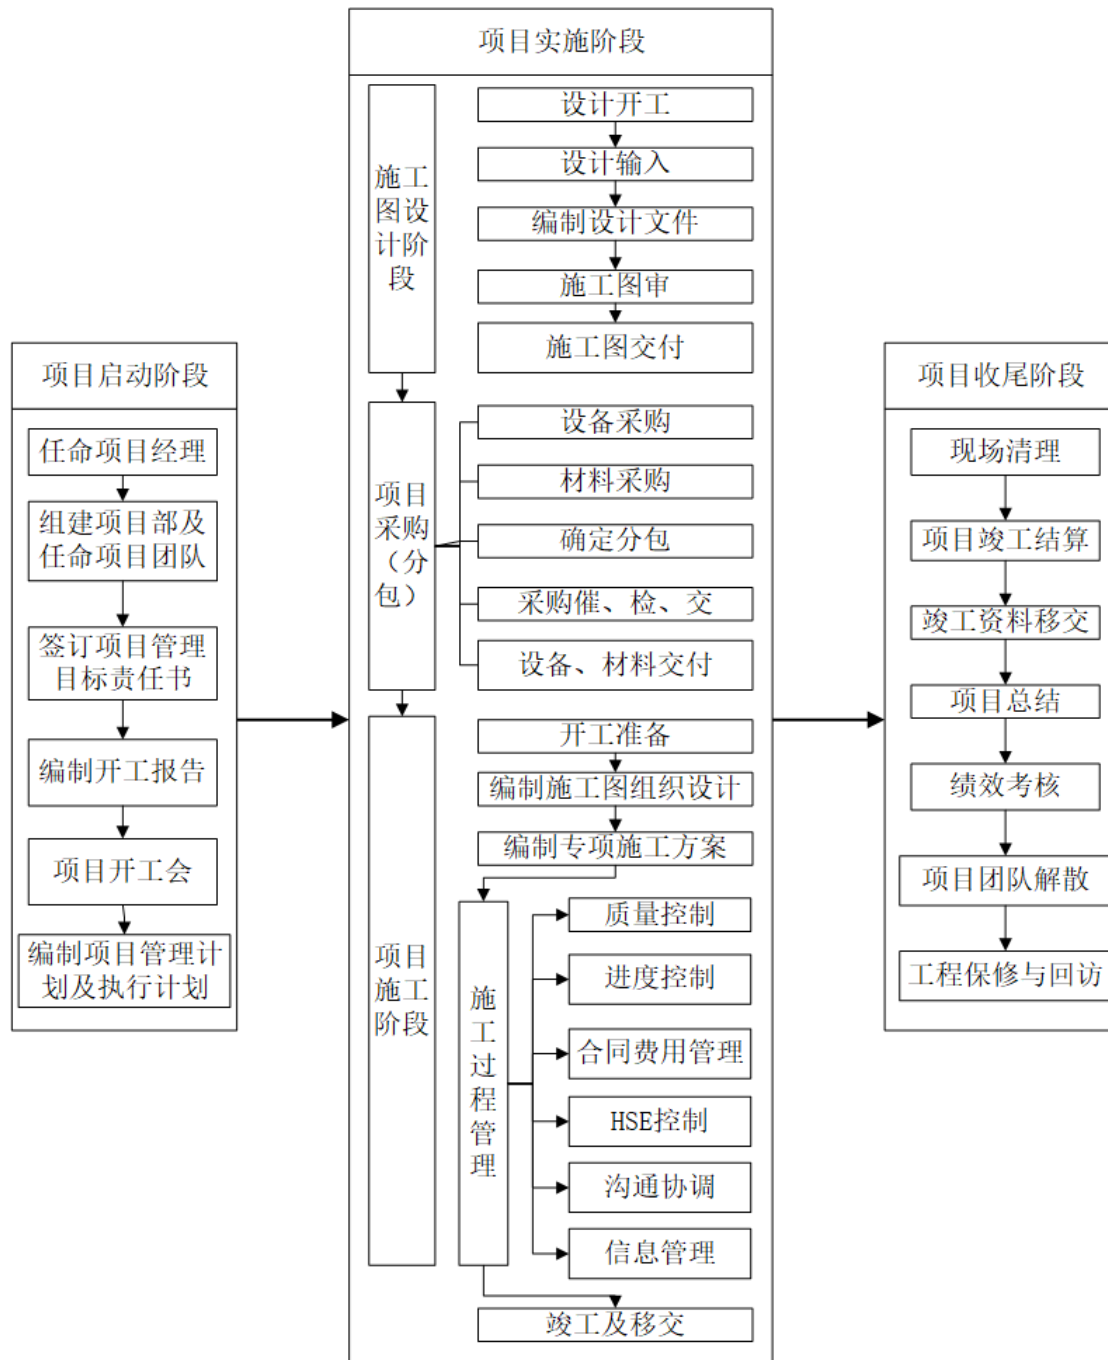 项目启动阶段
任命项目经理
组建项目部及
任命项目团队
签订项目管理
目标责任书
编制开工报告
项目开工会
编制项目管理计
划及执行计划
项目实施阶段
施工
图设
计阶
段
设计开工
设计输入
编制设计文件
施工图审
施工图交付
项目
采购
（分
包）
设备采购
材料采购
确定分包
采购催、检、交
设备、材料交付
项目
施工
阶段
开工准备
编制施工图组织设计
编制专项施工方案
施
工
过
程
管
理
质量控制
进度控制
合同费用管理
HSE控制
沟通协调
信息管理
竣工及移交
项目收尾阶段
现场清理
项目竣工结算
竣工资料移交
项目总结
绩效考核
项目团队解散
工程保修与回访